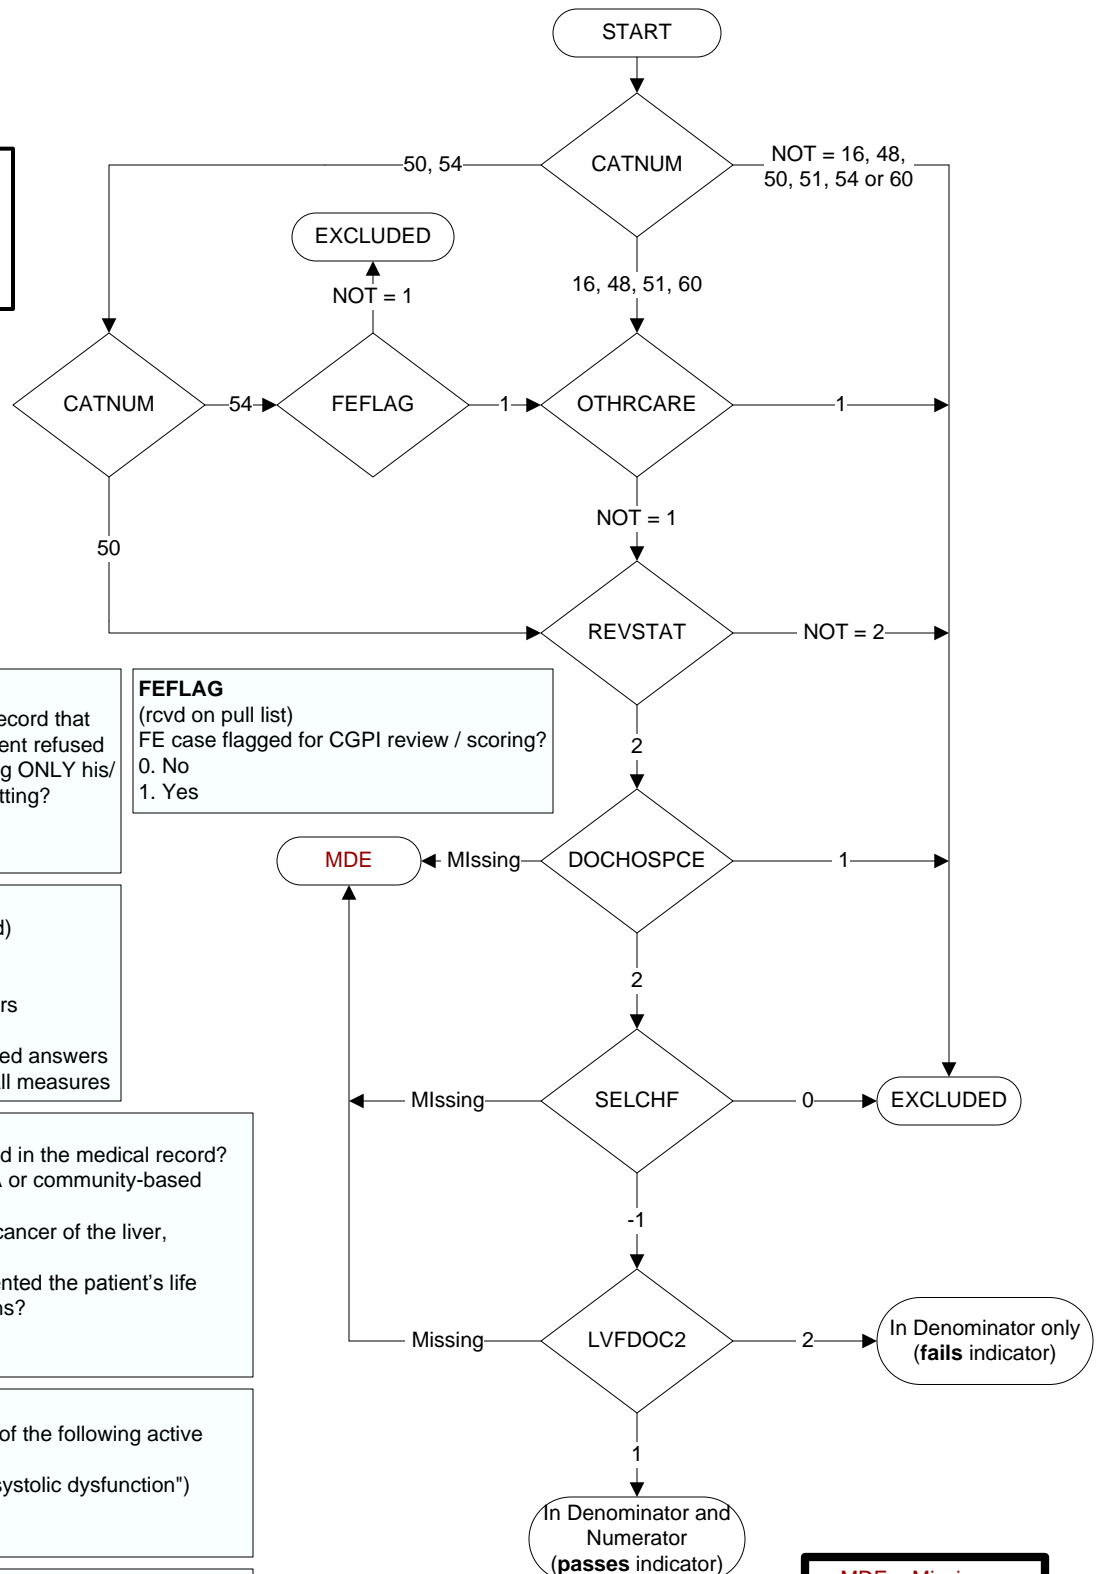 START
CATNUM
50, 54
NOT = 16, 48,
50, 51, 54 or 60
EXCLUDED
NOT = 1
16, 48, 51, 60
CATNUM
54
FEFLAG
1
OTHRCARE
1
NOT = 1
50
REVSTAT
NOT = 2
2
ecord that
ent refused
g ONLY his/
tting?
FEFLAG
(rcvd on pull list)
FE case flagged for CGPI review / scoring?
0. No
1. Yes
MDE
MIssing
DOCHOSPCE
1
2
d)
rs
ed answers
all measures
MIssing
SELCHF
0
EXCLUDED
-1
d in the medical record?
A or community-based
cancer of the liver,
ented the patient's life
ns?
Missing
LVFDOC2
2
In Denominator only
(fails indicator)
1
of the following active
systolic dysfunction")
In Denominator and
Numerator
(passes indicator)